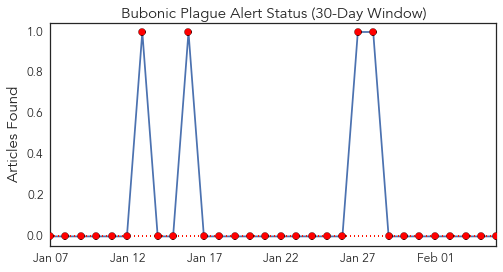 Bubonic Plague Alert Status (30-Day Window)
Articles Found
1.0
0.8
0.6
0.4
0.2
0.0
Jan 07
Jan 12
Jan 17
Jan 22
Jan 27
Feb 01